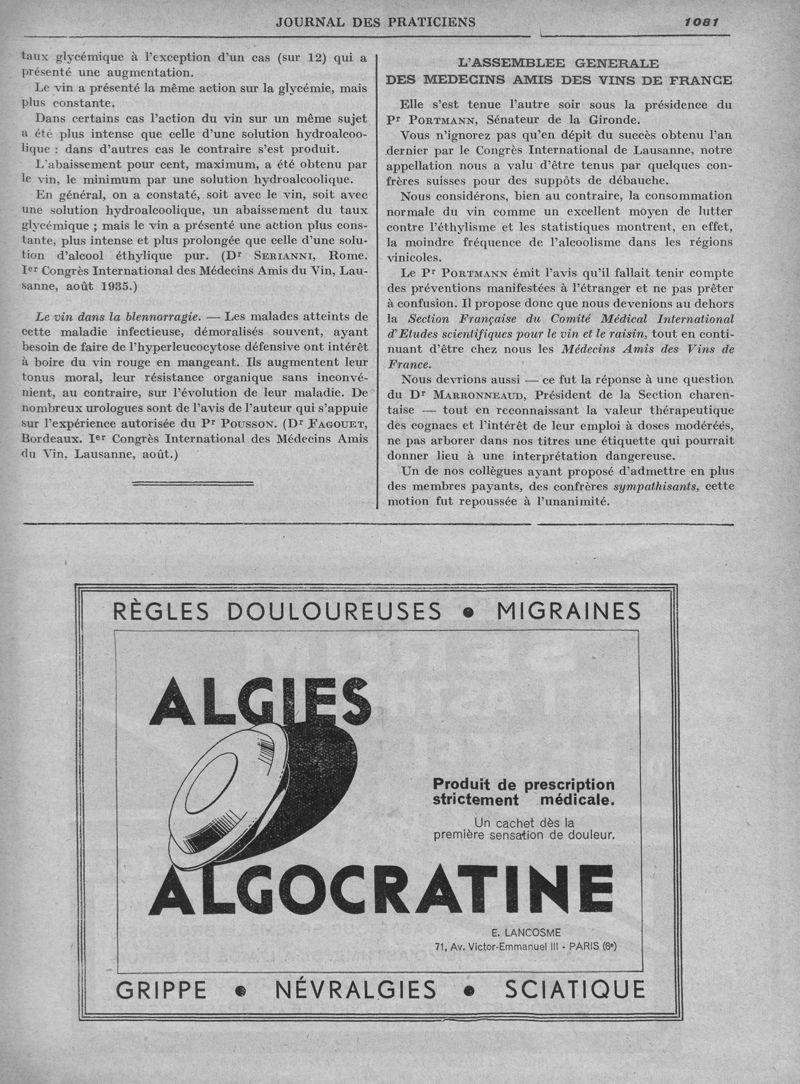 JOURNAL DES PRATICIENS 1081
taux glycémique à l'exception d'un cas (sur 12) qui a
présenté une augmentation.
Le vin a présenté la même action sur la glycémie, mais
plus constante.
Dans certains cas l'action du vin sur un même sujet
a été plus intense que celle d'une solution hydroalcoo-
lique ; dans d'autres cas le contraire s'est produit.
L'abaissement pour cent, maximum, a été obtenu par
le vin, le minimum par une solution hydroalcoolique.
En général, on a constaté, soit avec le vin, soit avec
une solution hydroalcoolique, un abaissement du taux
glycémique ; mais le vin a présenté une action plus cons-
tante, plus intense et plus prolongée que celle d'une solu-
tion d'alcool éthylique pur. (Dr SERIANNI, Rome.
Ier Congrès International des Médecins Amis du Vin, Lau-
sanne, août 1935.)
Le vin dans la blennorragie. — Les malades atteints de
cette maladie infectieuse, démoralisés souvent, ayant
besoin de faire de l'hyperleucocytose défensive ont intérêt
à boire du vin rouge en mangeant. Ils augmentent leur
tonus moral, leur résistance organique sans inconvé-
nient, au contraire, sur l'évolution de leur maladie. De
nombreux urologues sont de l'avis de l'auteur qui s'appuie
sur l'expérience autorisée du Pr POUSSON. (Dr FAGOUET,
Bordeaux. Ier Congrès International des Médecins Amis
du Vin, Lausanne, août.)
L'ASSEMBLEE GENERALE
DES MEDECINS AMIS DES VINS DE FRANCE
Elle s'est tenue l'autre soir sous la présidence du
Pr PORTMANN, Sénateur de la Gironde.
Vous n'ignorez pas qu'en dépit du succès obtenu l'an
dernier par le Congrès International de Lausanne, notre
appellation nous a valu d'être tenus par quelques con-
frères suisses pour des suppôts de débauche.
Nous considérons, bien au contraire, la consommation
normale du vin comme un excellent moyen de lutter
contre l'éthylisme et les statistiques montrent, en effet,
la moindre fréquence de l'alcoolisme dans les régions
vinicoles.
Le Pr PORTMANN émit l'avis qu'il fallait tenir compte
des préventions manifestées à l'étranger et ne pas prêter
à confusion. Il propose donc que nous devenions au dehors
la Section Française du Comité Médical International
d'Etudes scientifiques pour le vin et le raisin, tout en conti-
nuant d'être chez nous les Médecins Amis des Vins de
France.
Nous devrions aussi — ce fut la réponse à une question
du Dr MARRONNEAUD, Président de la Section charen-
taise — tout en reconnaissant la valeur thérapeutique
des cognacs et l'intérêt de leur emploi à doses modérées,
ne pas arborer dans nos titres une étiquette qui pourrait
donner lieu à une interprétation dangereuse.
Un de nos collègues ayant proposé d'admettre en plus
des membres payants, des confrères sympathisants, cette
motion fut repoussée à l'unanimité.
RÈGLES DOULOUREUSES • MIGRAINES
ALGIES
Produit de prescription
strictement médicale.
Un cachet dès la
première sensation de douleur.
ALGOCRATINE
E. LANCOSME
71, Av. Victor-Emmanuel III - PARIS (8e)
GRIPPE • NÉVRALGIES • SCIATIQUE